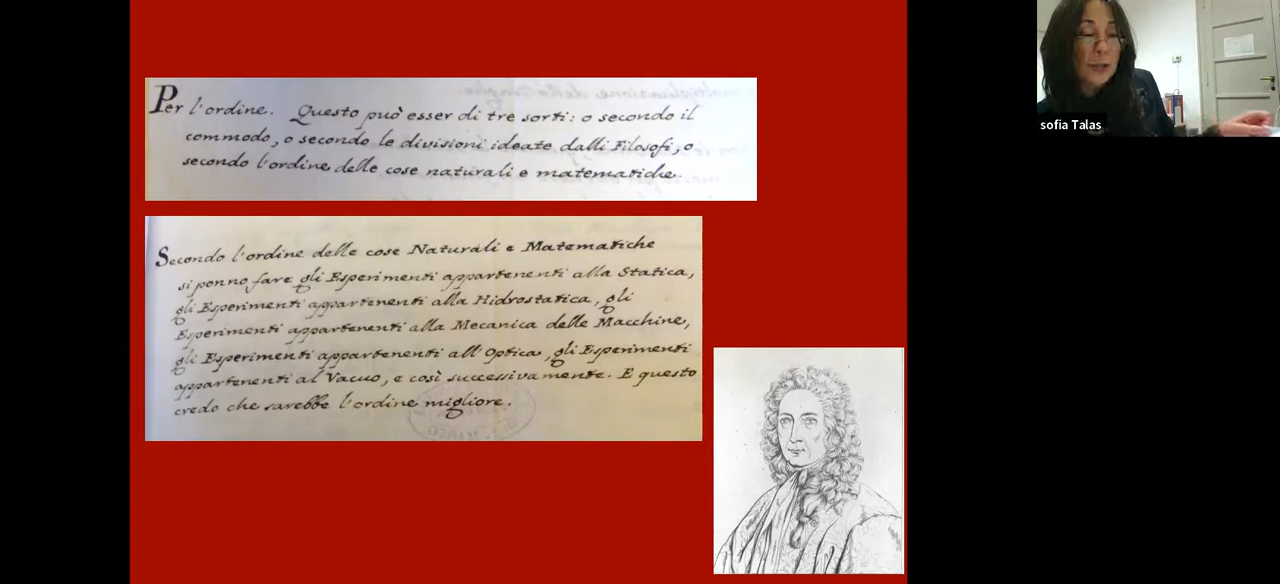 Per l'ordine. Questo può esser di tre sorti: o secondo il
commodo, o secondo le divisioni ideate dalli Filosofi, o
secondo l'ordine delle cose naturali e matematiche.
Secondo l'ordine delle cose Naturali e Matematiche
si ponno fare gli Esperimenti appartenenti alla Statica,
gli Esperimenti appartenenti alla Hidrostatica, gli
Esperimenti appartenenti alla Mecanica delle Macchine,
gli Esperimenti appartenenti all'Optica, gli Esperimenti
appartenenti al Vacuo, e così successivamente. E questo
credo che sarebbe l'ordine migliore.
MARCO
sofia Talas